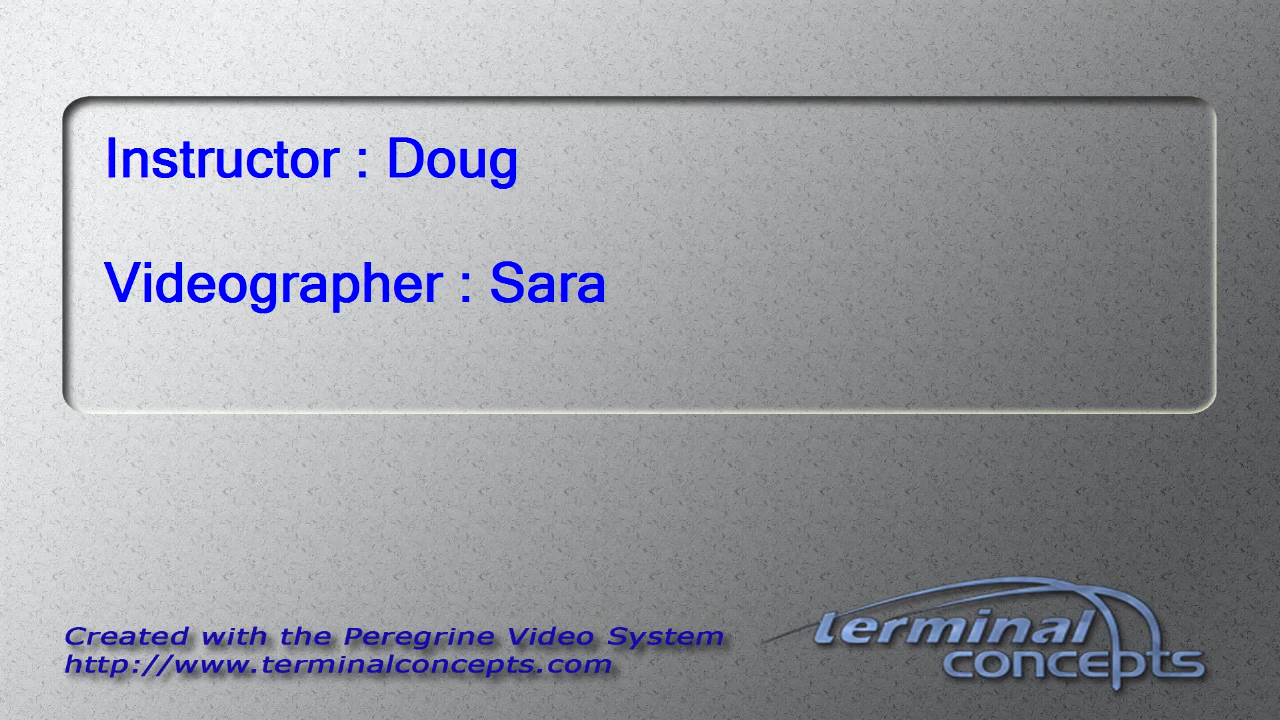 Instructor : Doug
Videographer : Sara
Created with the Peregrine Video System
http://www.terminalconcepts.com
terminal
concepts